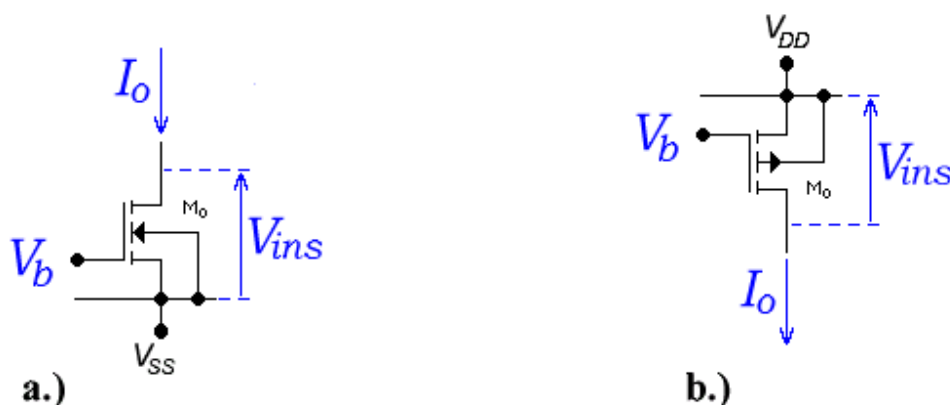 I_o
V_b
M_o
V_ins
V_SS
a.)
V_DD
V_b
M_o
V_ins
I_o
b.)